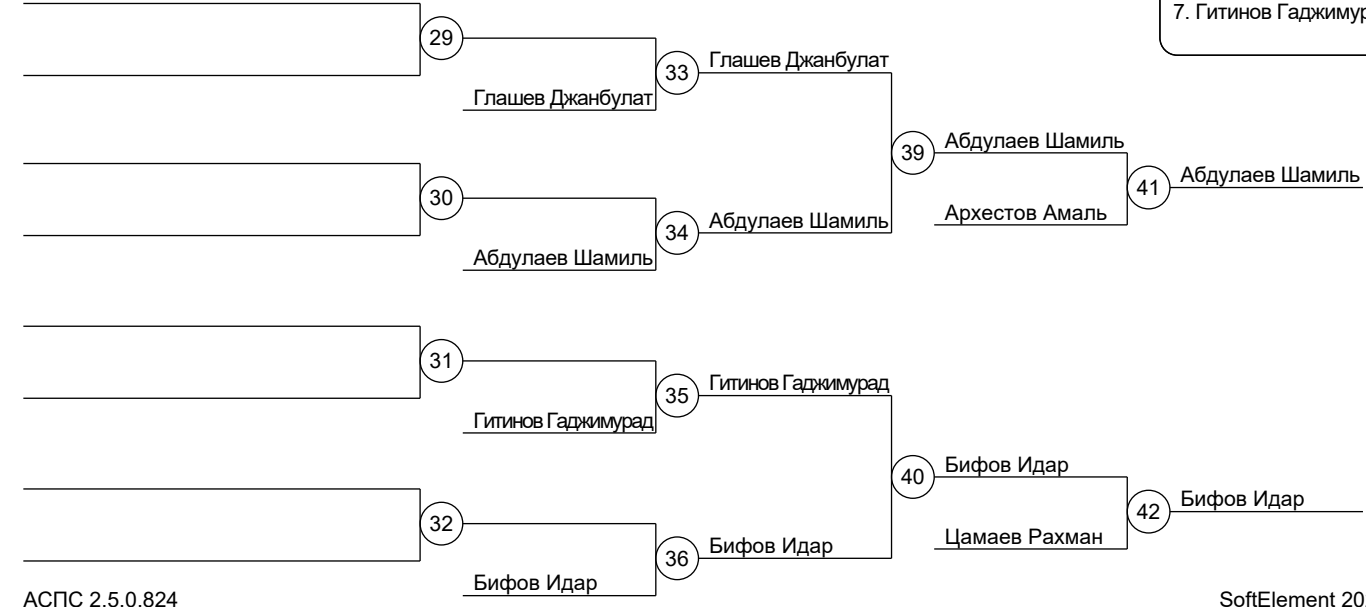 7. Гитинов Гаджимур
29
Глашев Джанбулат
33
Глашев Джанбулат
39
Абдулаев Шамиль
41
Абдулаев Шамиль
30
34
Абдулаев Шамиль
Архестов Амаль
Абдулаев Шамиль
31
35
Гитинов Гаджимурад
Гитинов Гаджимурад
40
Бифов Идар
42
Бифов Идар
32
36
Бифов Идар
Цамаев Рахман
Бифов Идар
АСПС 2.5.0.824
SoftElement 20